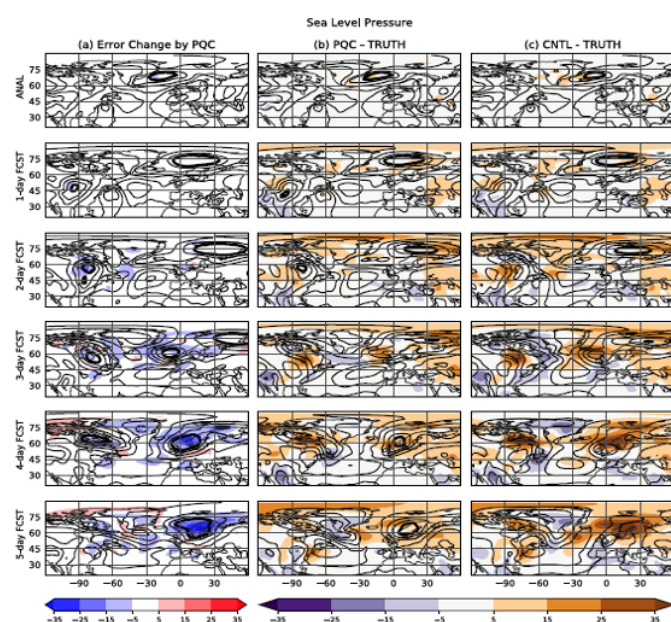 Sea Level Pressure
(a) Error Change by PQC (b) PQC – TRUTH (c) CNTL - TRUTH
ANAL
75
60
45
30
1-day FCST
75
60
45
30
2-day FCST
75
60
45
30
3-day FCST
75
60
45
30
4-day FCST
75
60
45
30
5-day FCST
75
60
45
30
−90 −60 −30 0 30 −90 −60 −30 0 30 −90 −60 −30 0 30
−35 −25 −15 −5 5 15 25 35 −35 −25 −15 −5 5 15 25 35